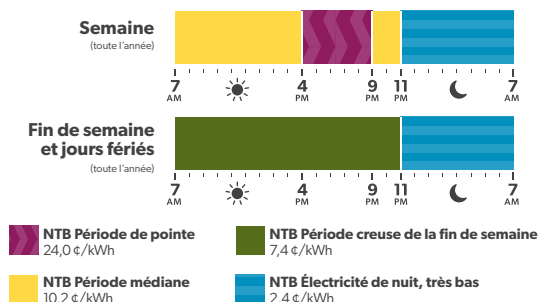 Semaine
(toute l'année)
7 4 9 11 7
AM PM PM PM AM
Fin de semaine
et jours fériés
(toute l'année)
7 4 9 11 7
AM PM PM PM AM
NTB Période de pointe
24,0 ¢/kWh
NTB Période creuse de la fin de semaine
7,4 ¢/kWh
NTB Période médiane
10,2 ¢/kWh
NTB Électricité de nuit, très bas
2,4 ¢/kWh